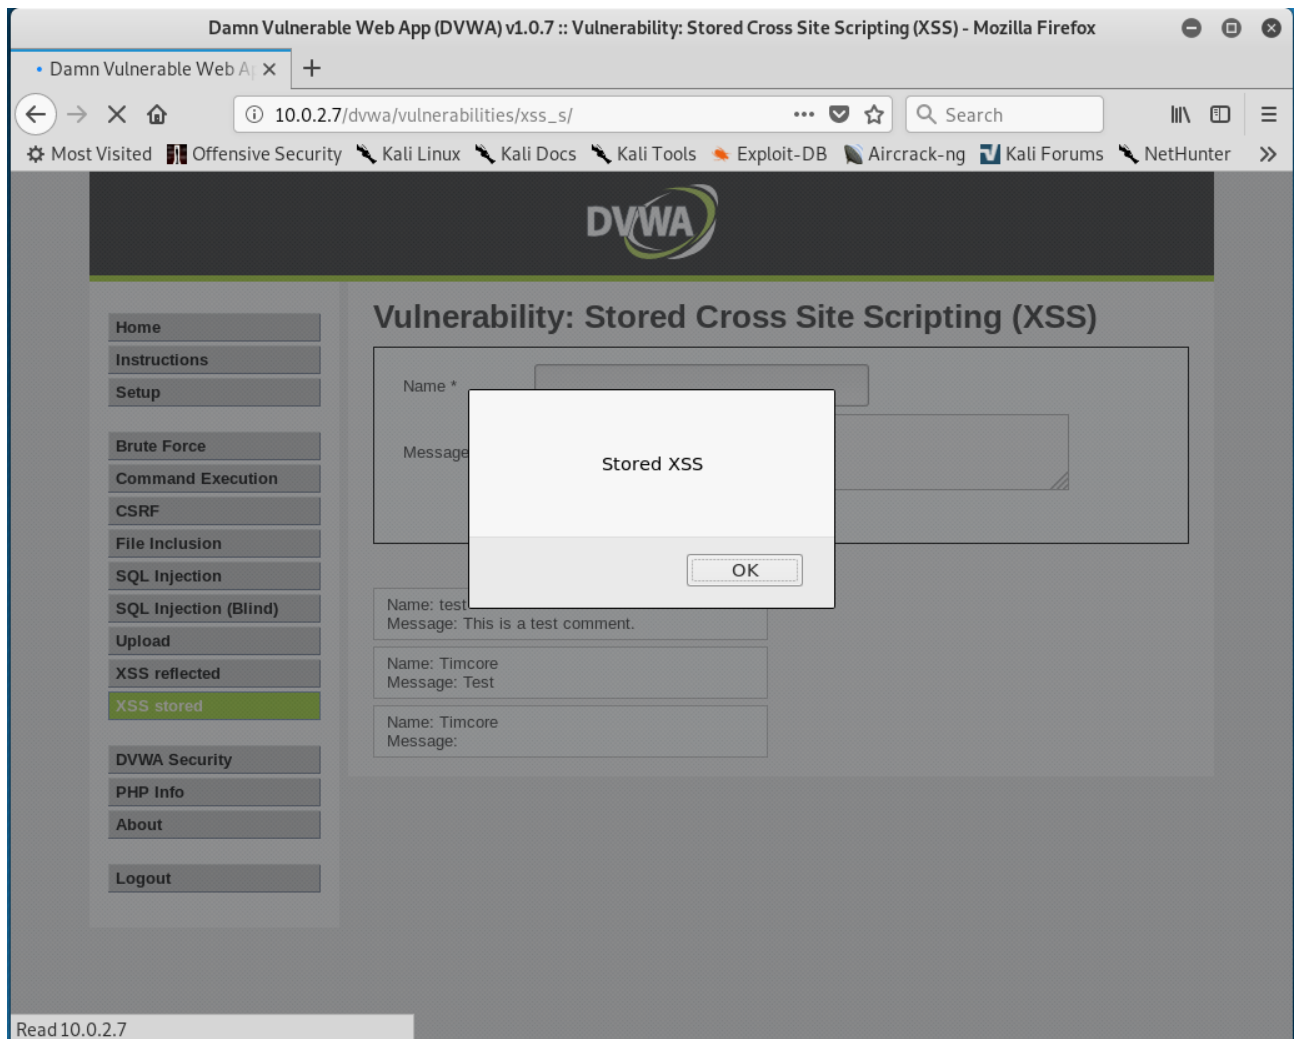 Damn Vulnerable Web App (DVWA) v1.0.7 :: Vulnerability: Stored Cross Site Scripting (XSS) - Mozilla Firefox
Damn Vulnerable Web Ap
10.0.2.7/dvwa/vulnerabilities/xss_s/
Search
Most Visited Offensive Security Kali Linux Kali Docs Kali Tools Exploit-DB Aircrack-ng Kali Forums NetHunter
DVWA
Home
Instructions
Setup
Brute Force
Command Execution
CSRF
File Inclusion
SQL Injection
SQL Injection (Blind)
Upload
XSS reflected
XSS stored
DVWA Security
PHP Info
About
Logout
Vulnerability: Stored Cross Site Scripting (XSS)
Name *
Message
Stored XSS
OK
Name: test
Message: This is a test comment.
Name: Timcore
Message: Test
Name: Timcore
Message:
Read 10.0.2.7